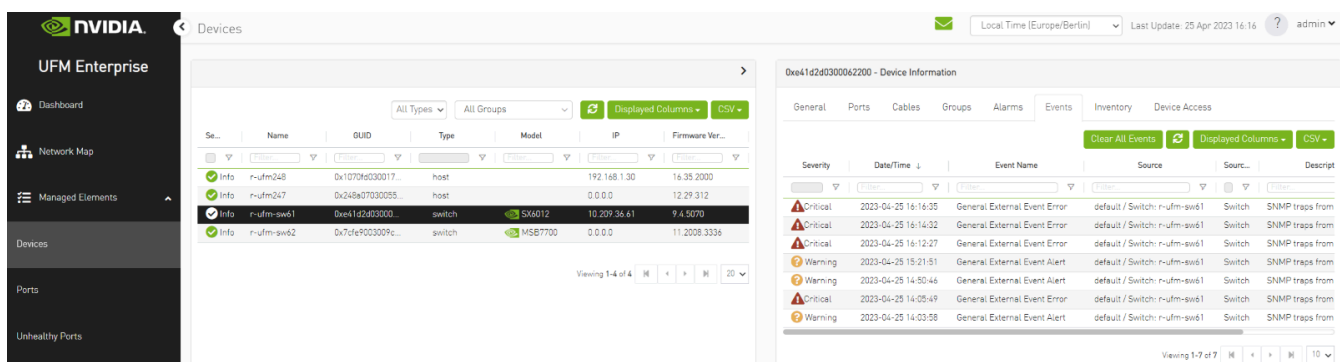 NVIDIA.
Devices
Local Time (Europe/Berlin)
Last Update: 25 Apr 2023 16:16
?
admin
UFM Enterprise
Dashboard
Network Map
Managed Elements
Devices
Ports
Unhealthy Ports
All Types
All Groups
Displayed Columns
CSV
Se... Name GUID Type Model IP Firmware Ver...
Filter... Filter... Filter... Filter... Filter...
Info r-ufm248 0x1070fd030017... host 192.168.1.30 16.35.2000
Info r-ufm247 0x248a07030055... host 0.0.0.0 12.29.312
Info r-ufm-sw61 0xe41d2d03000... switch SX6012 10.209.36.61 9.4.5070
Info r-ufm-sw62 0x7cfe9003009c... switch MSB7700 0.0.0.0 11.2008.3336
Viewing 1-4 of 4 20
0xe41d2d0300062200 - Device Information
General Ports Cables Groups Alarms Events Inventory Device Access
Clear All Events
Displayed Columns
CSV
Severity Date/Time ↓ Event Name Source Sourc... Descript
Filter... Filter... Filter... Filter...
Critical 2023-04-25 16:16:35 General External Event Error default / Switch: r-ufm-sw61 Switch SNMP traps from
Critical 2023-04-25 16:14:32 General External Event Error default / Switch: r-ufm-sw61 Switch SNMP traps from
Critical 2023-04-25 16:12:27 General External Event Error default / Switch: r-ufm-sw61 Switch SNMP traps from
Warning 2023-04-25 15:21:51 General External Event Alert default / Switch: r-ufm-sw61 Switch SNMP traps from
Warning 2023-04-25 14:50:46 General External Event Alert default / Switch: r-ufm-sw61 Switch SNMP traps from
Critical 2023-04-25 14:05:49 General External Event Error default / Switch: r-ufm-sw61 Switch SNMP traps from
Warning 2023-04-25 14:03:58 General External Event Alert default / Switch: r-ufm-sw61 Switch SNMP traps from
Viewing 1-7 of 7 10